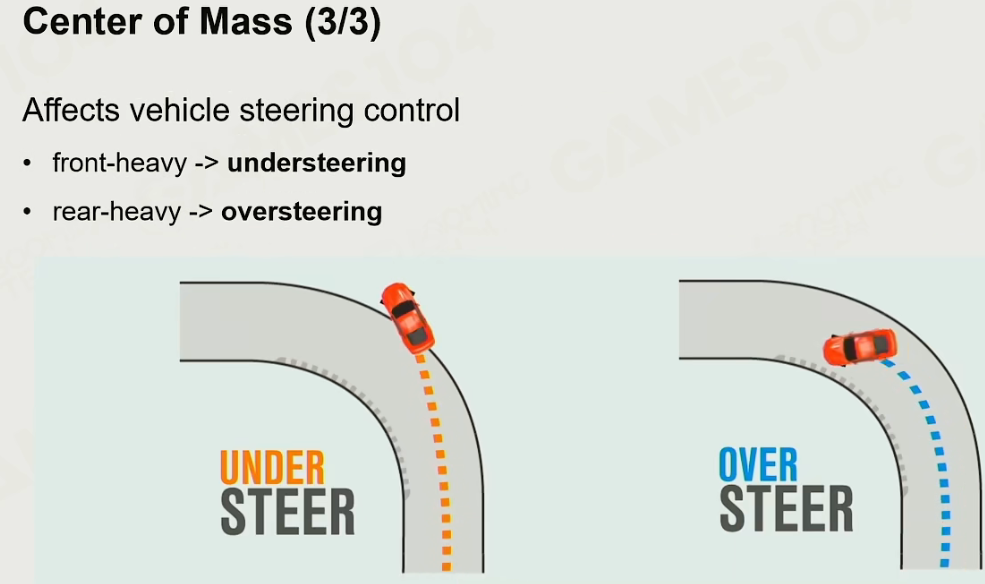 Center of Mass (3/3)
Affects vehicle steering control
• front-heavy -> understeering
• rear-heavy -> oversteering
UNDER
STEER
OVER
STEER
GAMES104